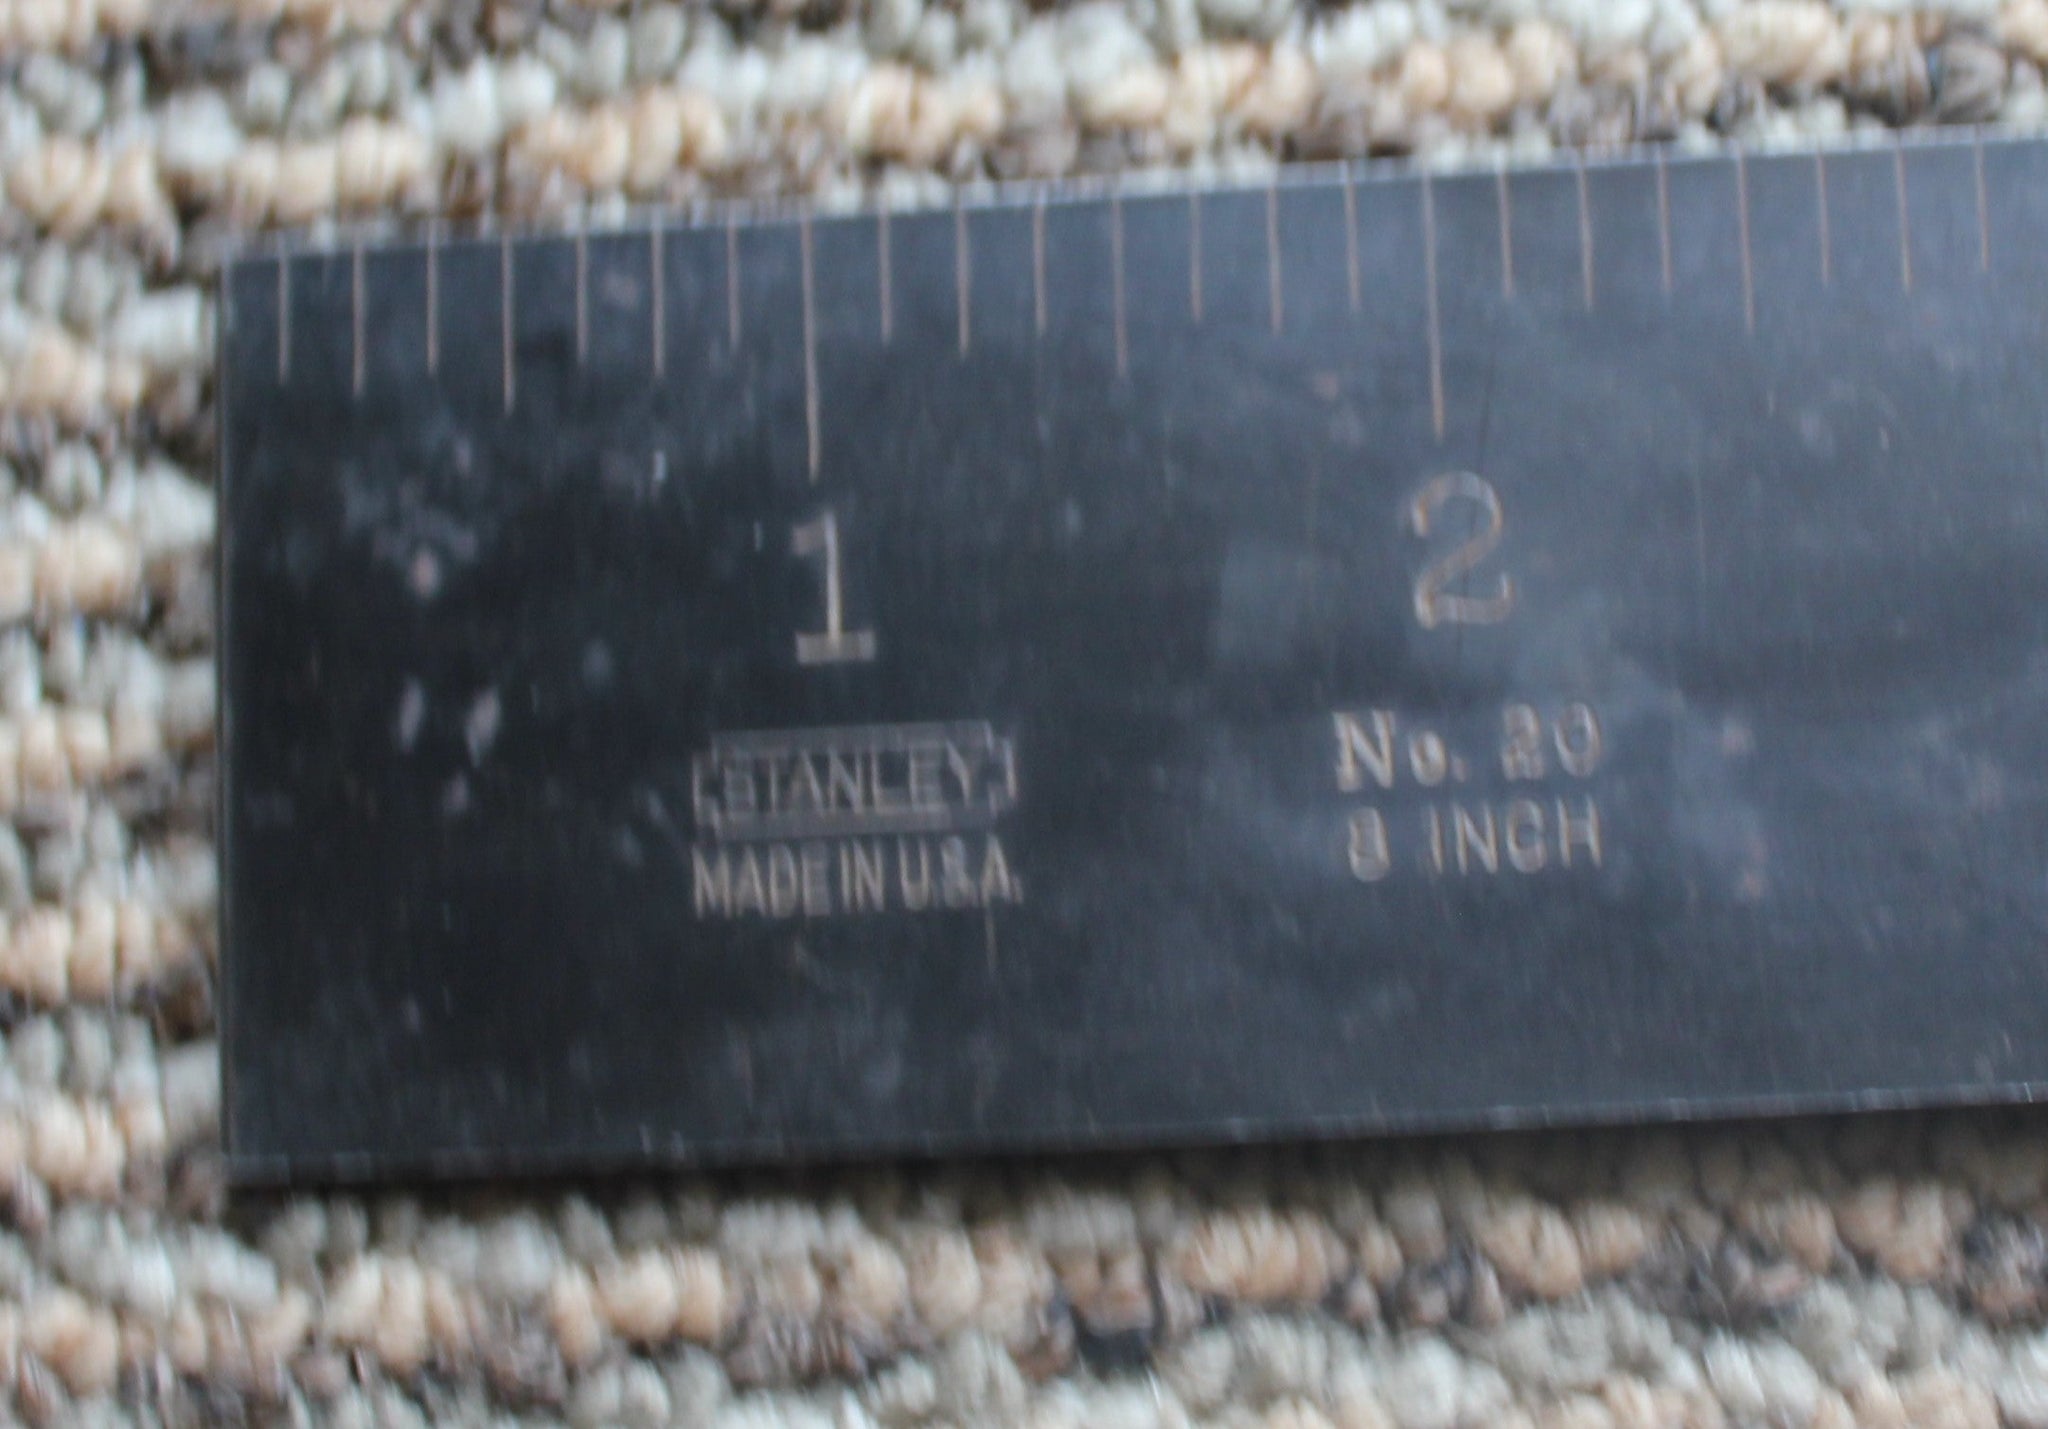 1 2
STANLEY
MADE IN U.S.A.
No. 20
8 INCH